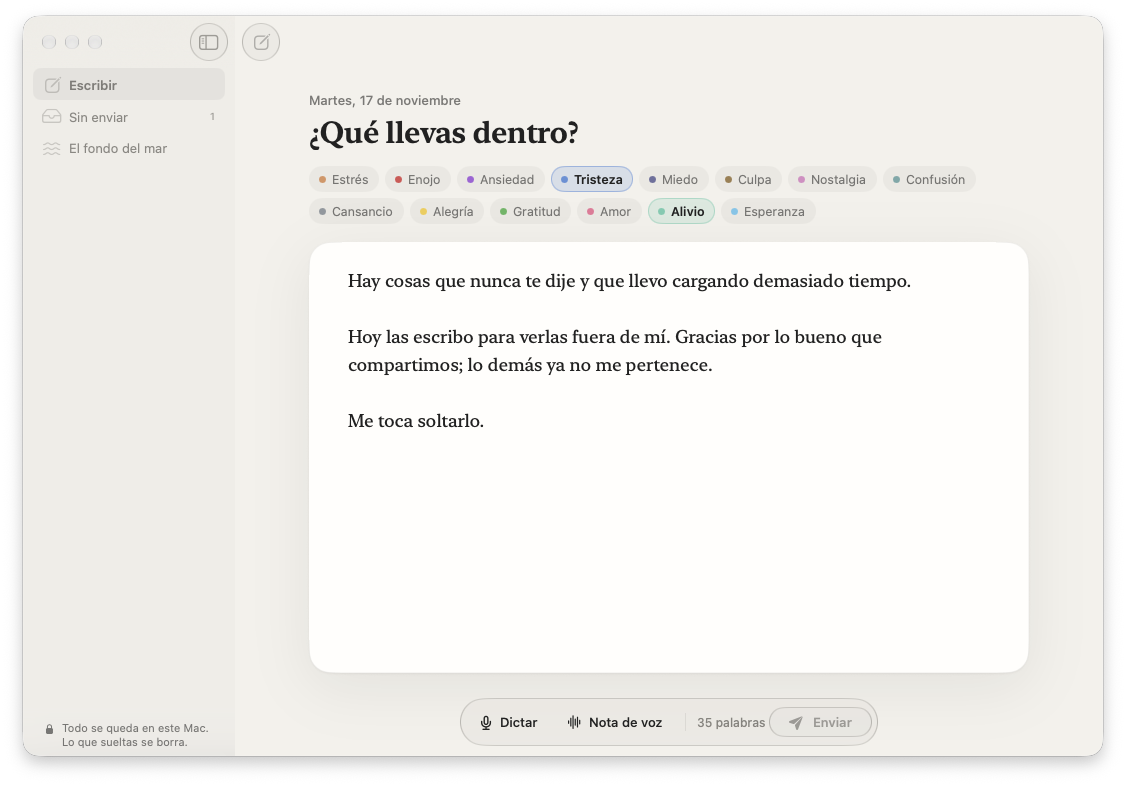 Escribir
Sin enviar 1
El fondo del mar
Todo se queda en este Mac.
Lo que sueltas se borra.
Martes, 17 de noviembre
¿Qué llevas dentro?
Estrés Enojo Ansiedad Tristeza Miedo Culpa Nostalgia Confusión
Cansancio Alegría Gratitud Amor Alivio Esperanza
Hay cosas que nunca te dije y que llevo cargando demasiado tiempo.
Hoy las escribo para verlas fuera de mí. Gracias por lo bueno que
compartimos; lo demás ya no me pertenece.
Me toca soltarlo.
Dictar Nota de voz 35 palabras Enviar